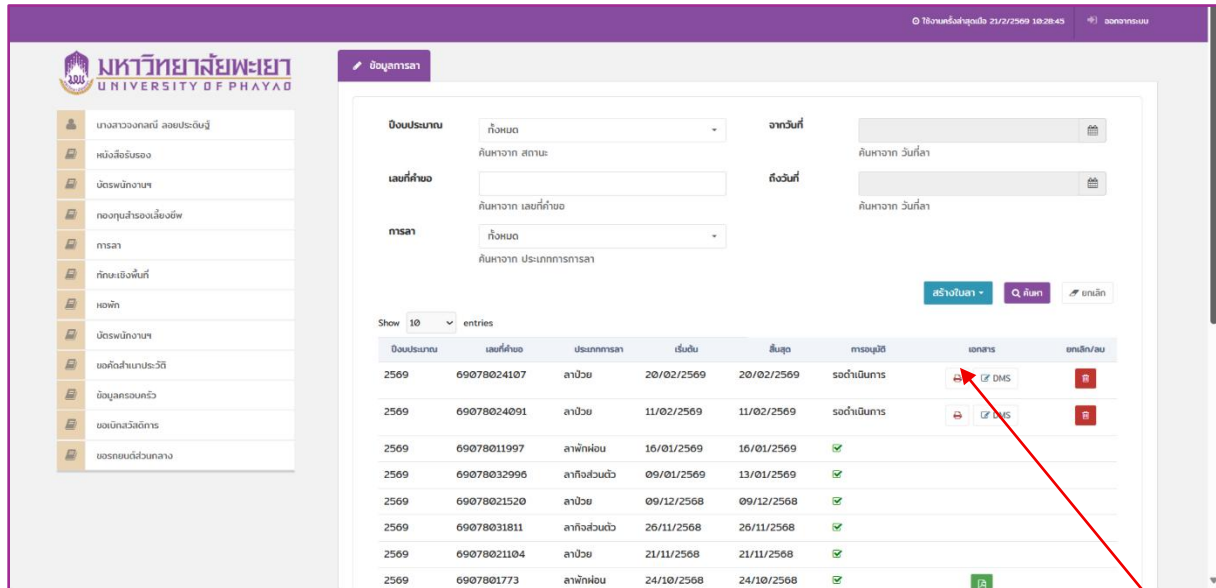 ใช้งานครั้งล่าสุดเมื่อ 21/2/2569 10:28:45 ออกจากระบบ
มหาวิทยาลัยพะเยา
UNIVERSITY OF PHAYAO
ข้อมูลการลา
นางสาวจงกลณี ลอยประดิษฐ์
หนังสือรับรอง
บัตรพนักงานฯ
กองทุนสำรองเลี้ยงชีพ
การลา
ทักษะเชิงพื้นที่
หอพัก
บัตรพนักงานฯ
ขอคัดสำเนาประวัติ
ข้อมูลครอบครัว
ขอเบิกสวัสดิการ
ขอรถยนต์ส่วนกลาง
ปีงบประมาณ ทั้งหมด จากวันที่
ค้นหาจาก สถานะ ค้นหาจาก วันที่ลา
เลขที่คำขอ ถึงวันที่
ค้นหาจาก เลขที่คำขอ ค้นหาจาก วันที่ลา
การลา ทั้งหมด
ค้นหาจาก ประเภทการการลา
สร้างใบลา ค้นหา ยกเลิก
Show 10 entries
ปีงบประมาณ เลขที่คำขอ ประเภทการลา เริ่มต้น สิ้นสุด การอนุมัติ เอกสาร ยกเลิก/ลบ
2569 69078024107 ลาป่วย 20/02/2569 20/02/2569 รอดำเนินการ DMS
2569 69078024091 ลาป่วย 11/02/2569 11/02/2569 รอดำเนินการ DMS
2569 69078011997 ลาพักผ่อน 16/01/2569 16/01/2569
2569 69078032996 ลากิจส่วนตัว 09/01/2569 13/01/2569
2569 69078021520 ลาป่วย 09/12/2568 09/12/2568
2569 69078031811 ลากิจส่วนตัว 26/11/2568 26/11/2568
2569 69078021104 ลาป่วย 21/11/2568 21/11/2568
2569 6907801773 ลาพักผ่อน 24/10/2568 24/10/2568